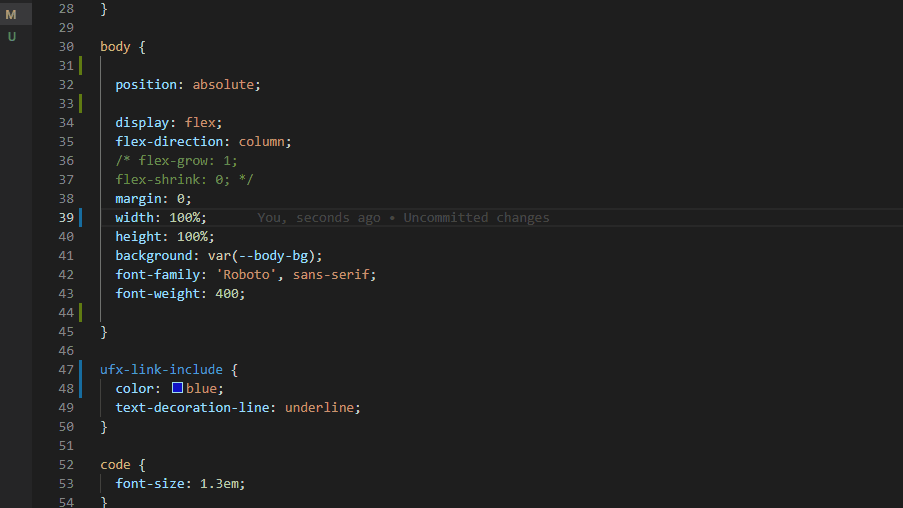 M
U
28 }
29
30 body {
31
32 position: absolute;
33
34 display: flex;
35 flex-direction: column;
36 /* flex-grow: 1;
37 flex-shrink: 0; */
38 margin: 0;
39 width: 100%; You, seconds ago • Uncommitted changes
40 height: 100%;
41 background: var(--body-bg);
42 font-family: 'Roboto', sans-serif;
43 font-weight: 400;
44
45 }
46
47 ufx-link-include {
48 color: blue;
49 text-decoration-line: underline;
50 }
51
52 code {
53 font-size: 1.3em;
54 }